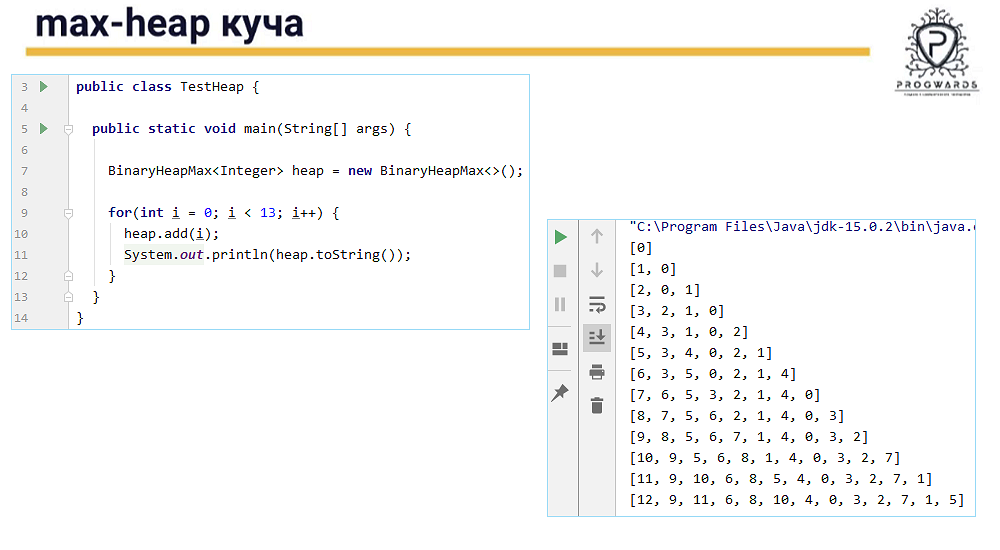 max-heap куча
PROGWARDS
3 public class TestHeap {
4
5 public static void main(String[] args) {
6
7 BinaryHeapMax<Integer> heap = new BinaryHeapMax<>();
8
9 for(int i = 0; i < 13; i++) {
10 heap.add(i);
11 System.out.println(heap.toString());
12 }
13 }
14 }
"C:\Program Files\Java\jdk-15.0.2\bin\java.
[0]
[1, 0]
[2, 0, 1]
[3, 2, 1, 0]
[4, 3, 1, 0, 2]
[5, 3, 4, 0, 2, 1]
[6, 3, 5, 0, 2, 1, 4]
[7, 6, 5, 3, 2, 1, 4, 0]
[8, 7, 5, 6, 2, 1, 4, 0, 3]
[9, 8, 5, 6, 7, 1, 4, 0, 3, 2]
[10, 9, 5, 6, 8, 1, 4, 0, 3, 2, 7]
[11, 9, 10, 6, 8, 5, 4, 0, 3, 2, 7, 1]
[12, 9, 11, 6, 8, 10, 4, 0, 3, 2, 7, 1, 5]